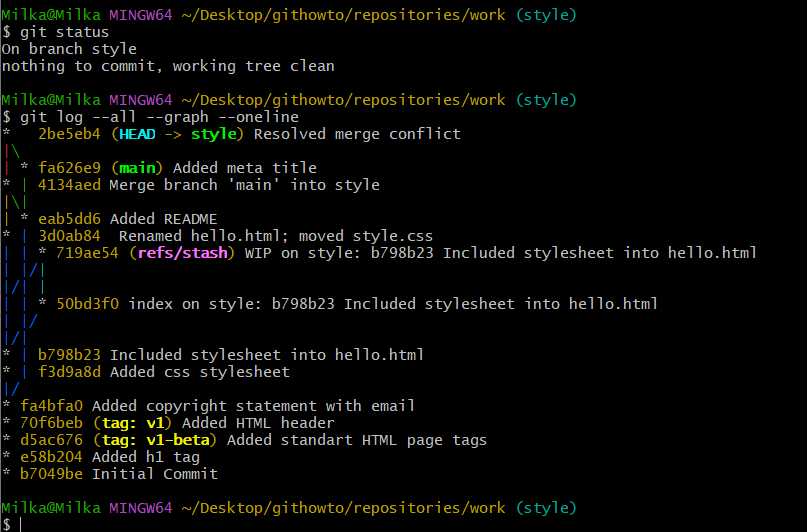 Milka@Milka MINGW64 ~/Desktop/githowto/repositories/work (style)
$ git status
On branch style
nothing to commit, working tree clean

Milka@Milka MINGW64 ~/Desktop/githowto/repositories/work (style)
$ git log --all --graph --oneline
*   2be5eb4 (HEAD -> style) Resolved merge conflict
|\
| * fa626e9 (main) Added meta title
* | 4134aed Merge branch 'main' into style
|\|
| * eab5dd6 Added README
* | 3d0ab84  Renamed hello.html; moved style.css
| | * 719ae54 (refs/stash) WIP on style: b798b23 Included stylesheet into hello.html
| |/|
|/| |
| | * 50bd3f0 index on style: b798b23 Included stylesheet into hello.html
| |/
|/|
* | b798b23 Included stylesheet into hello.html
* | f3d9a8d Added css stylesheet
|/
* fa4bfa0 Added copyright statement with email
* 70f6beb (tag: v1) Added HTML header
* d5ac676 (tag: v1-beta) Added standart HTML page tags
* e58b204 Added h1 tag
* b7049be Initial Commit

Milka@Milka MINGW64 ~/Desktop/githowto/repositories/work (style)
$